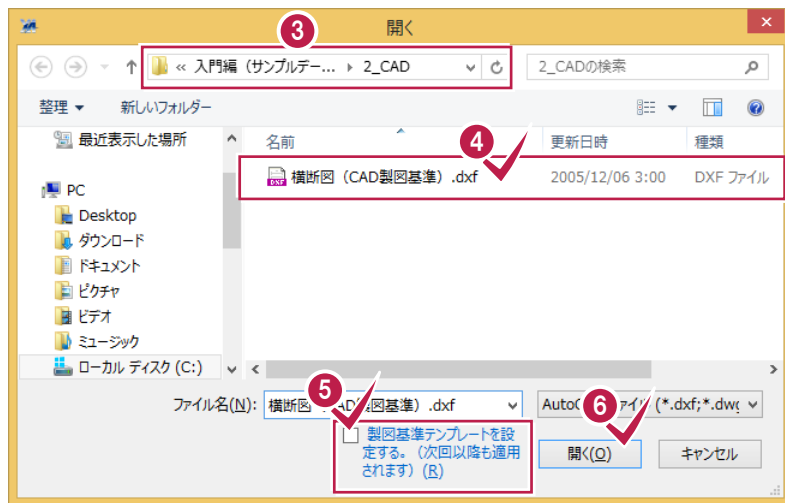 開く
3
« 入門編（サンプルデー... ▸ 2_CAD
2_CADの検索
整理 ▼ 新しいフォルダー
最近表示した場所
名前
4
更新日時
種類
横断図（CAD製図基準）.dxf
2005/12/06 3:00
DXF ファイル
PC
Desktop
ダウンロード
ドキュメント
ピクチャ
ビデオ
ミュージック
ローカル ディスク (C:)
5
6
ファイル名(N):
横断図 AD 図基準）.dxf
(*.dxf;*.dwg
製図基準テンプレートを設
定する。（次回以降も適用
されます）(R)
開く(O)
キャンセル